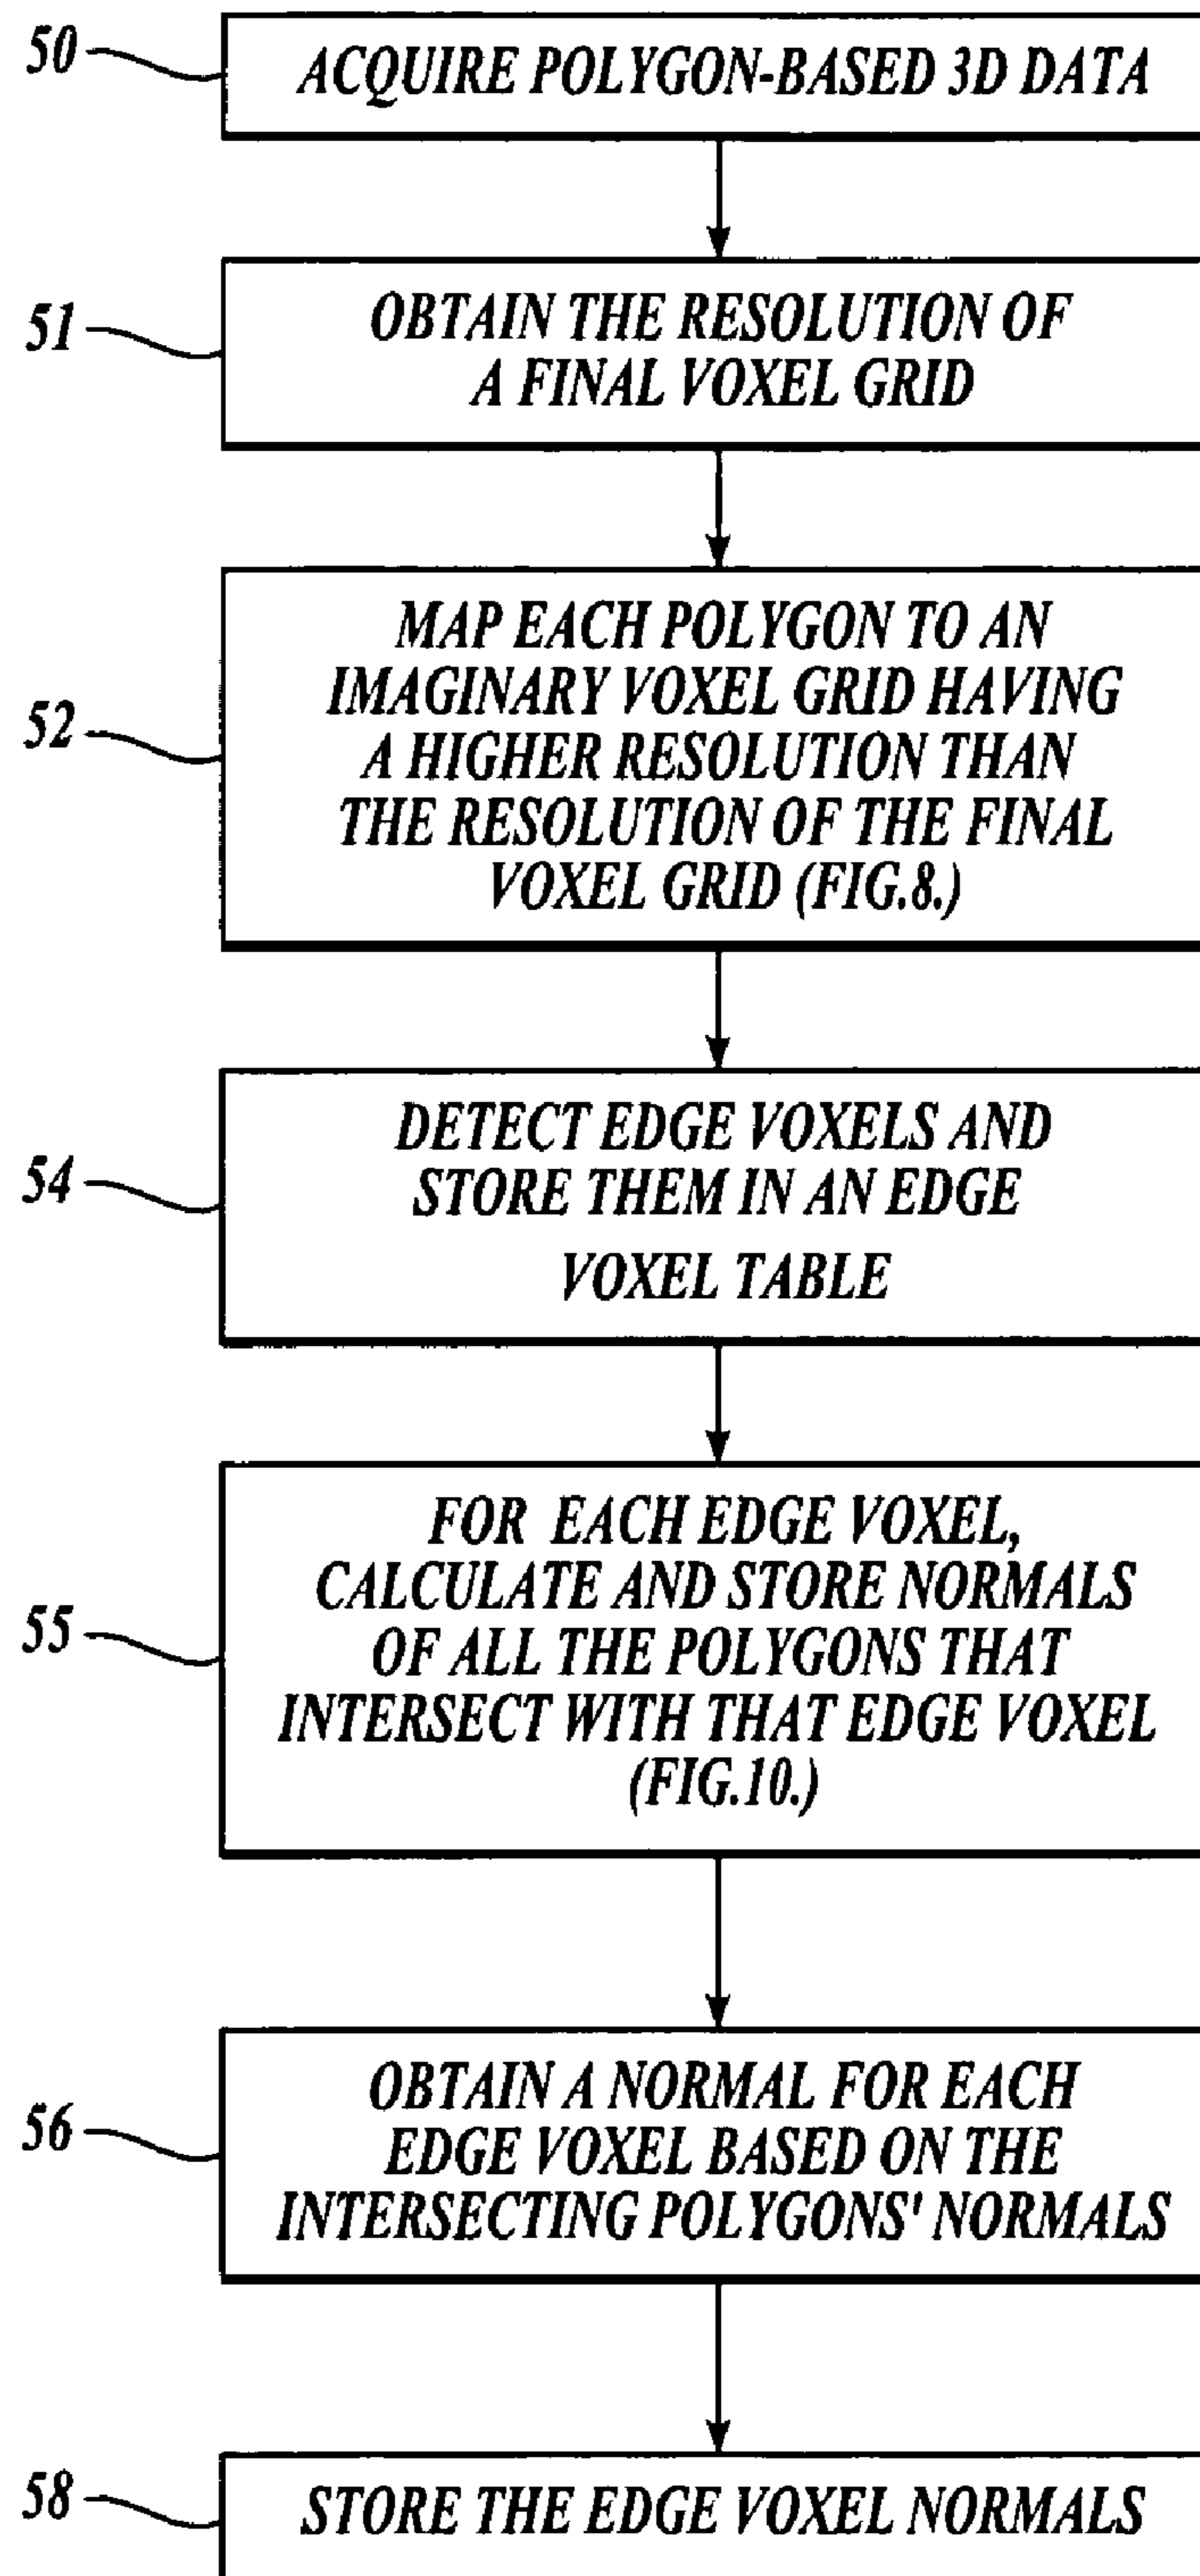 50
ACQUIRE POLYGON-BASED 3D DATA
51
OBTAIN THE RESOLUTION OF
A FINAL VOXEL GRID
52
MAP EACH POLYGON TO AN
IMAGINARY VOXEL GRID HAVING
A HIGHER RESOLUTION THAN
THE RESOLUTION OF THE FINAL
VOXEL GRID (FIG.8.)
54
DETECT EDGE VOXELS AND
STORE THEM IN AN EDGE
VOXEL TABLE
55
FOR EACH EDGE VOXEL,
CALCULATE AND STORE NORMALS
OF ALL THE POLYGONS THAT
INTERSECT WITH THAT EDGE VOXEL
(FIG.10.)
56
OBTAIN A NORMAL FOR EACH
EDGE VOXEL BASED ON THE
INTERSECTING POLYGONS' NORMALS
58
STORE THE EDGE VOXEL NORMALS